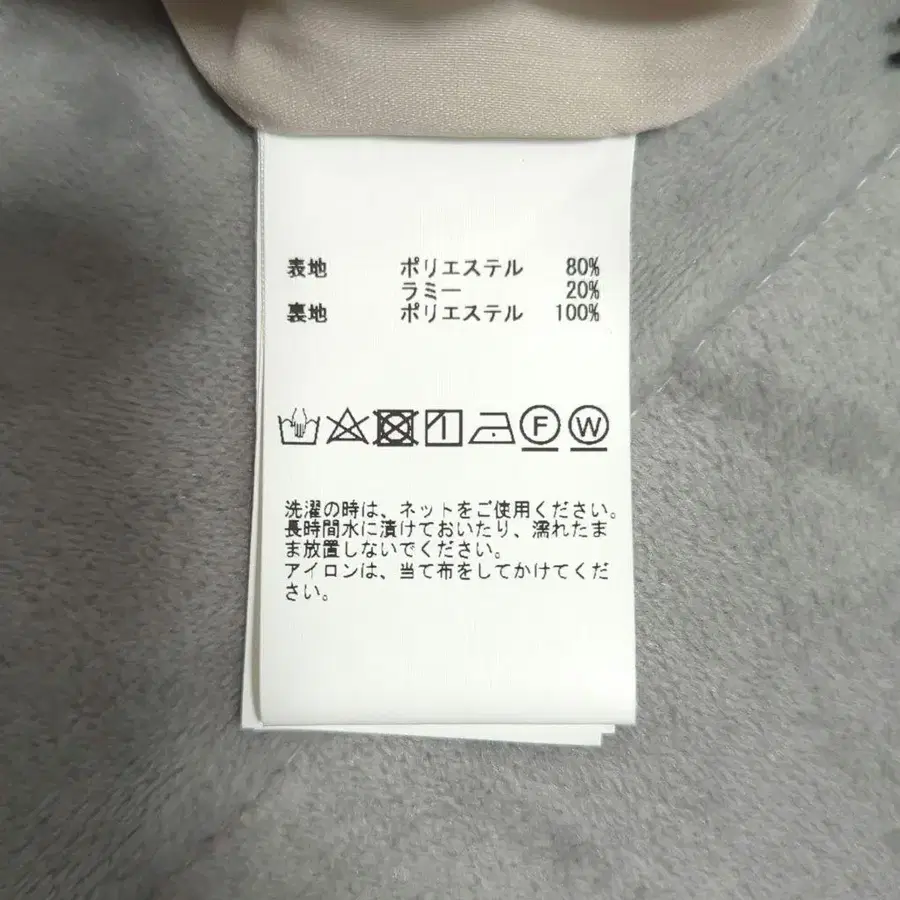 表地 ポリエステル 80%
ラミー 20%
裏地 ポリエステル 100%
F W
洗濯の時は、ネットをご使用ください。
長時間水に漬けておいたり、濡れたま
ま放置しないでください。
アイロンは、当て布をしてかけてくだ
さい。